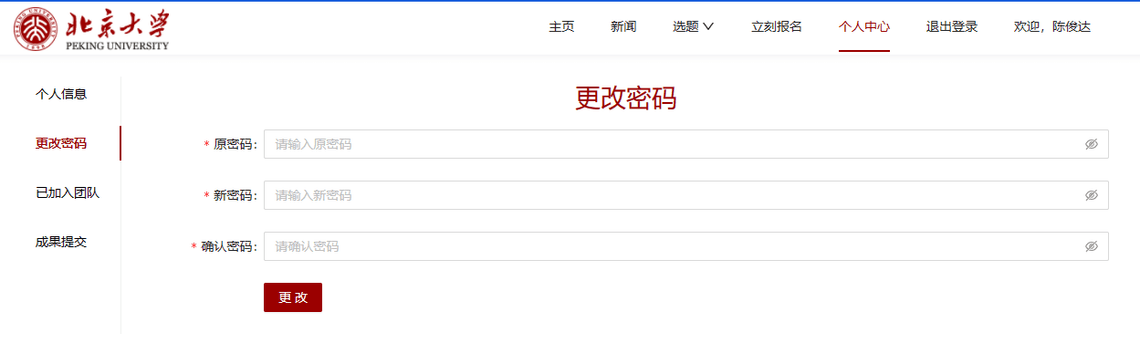 北京大学
PEKING UNIVERSITY
主页 新闻 选题 立刻报名 个人中心 退出登录 欢迎，陈俊达
个人信息
更改密码
已加入团队
成果提交
更改密码
* 原密码： 请输入原密码
* 新密码： 请输入新密码
* 确认密码： 请确认密码
更 改